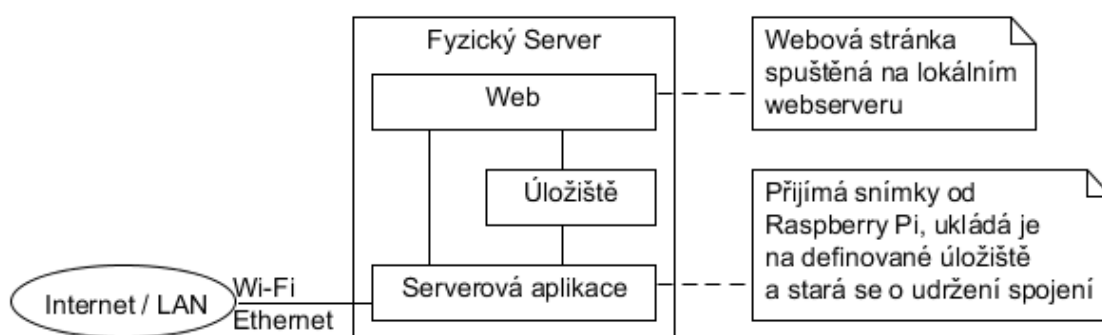 Fyzický Server
Web
Úložiště
Serverová aplikace
Internet / LAN
Wi-Fi
Ethernet
Webová stránka
spuštěná na lokálním
webserveru
Přijímá snímky od
Raspberry Pi, ukládá je
na definované úložiště
a stará se o udržení spojení